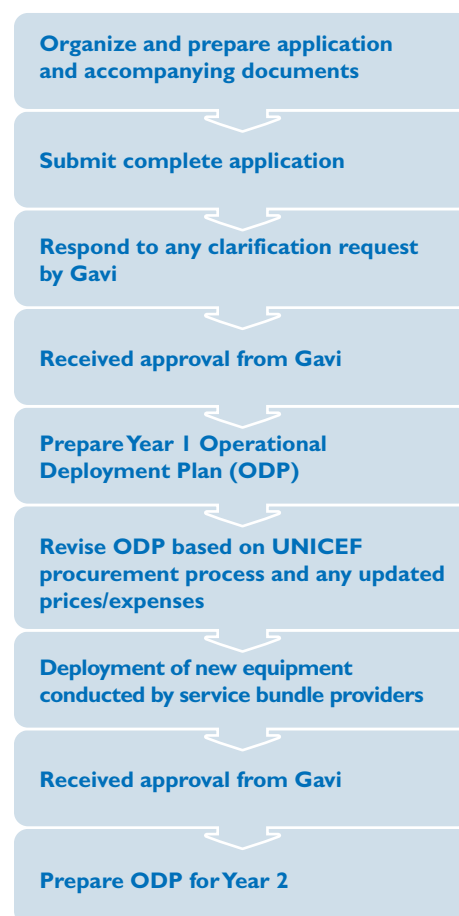 Organize and prepare application
and accompanying documents
Submit complete application
Respond to any clarification request
by Gavi
Received approval from Gavi
Prepare Year 1 Operational
Deployment Plan (ODP)
Revise ODP based on UNICEF
procurement process and any updated
prices/expenses
Deployment of new equipment
conducted by service bundle providers
Received approval from Gavi
Prepare ODP for Year 2